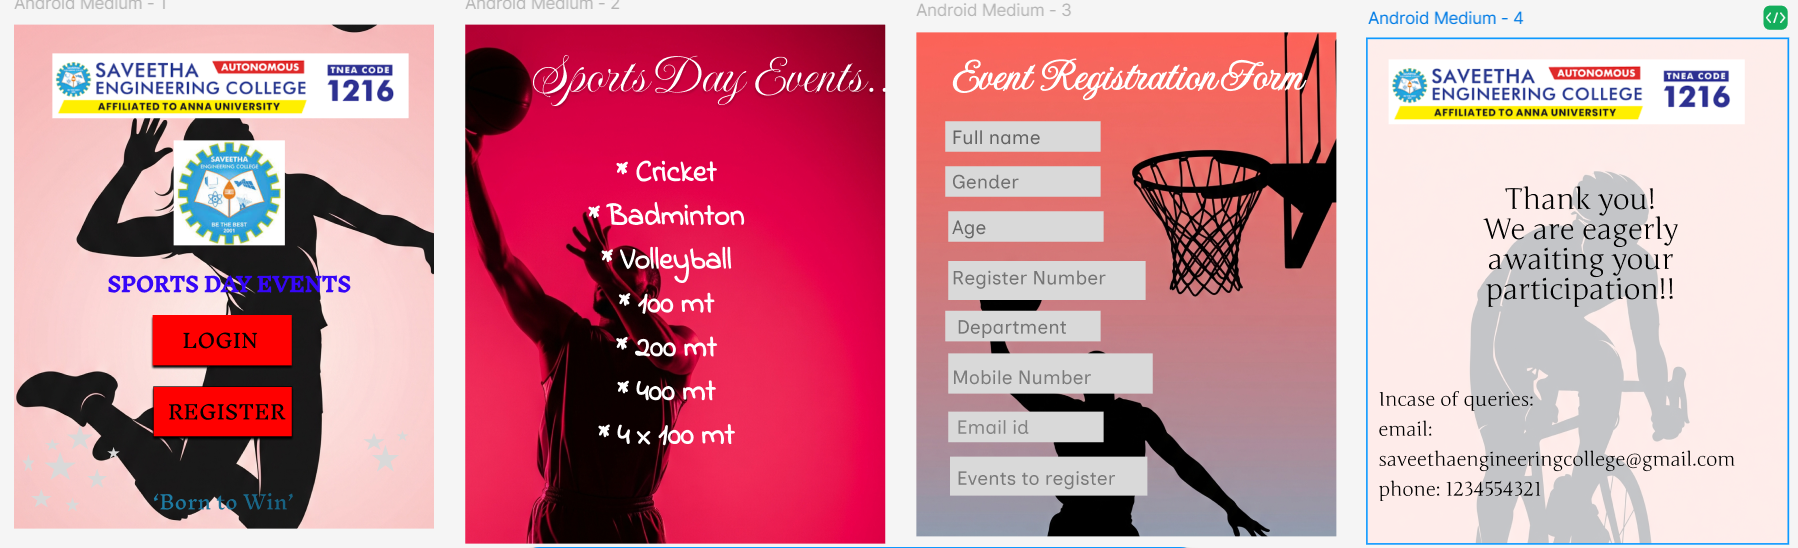 Android Medium - 1
SAVEETHA AUTONOMOUS
ENGINEERING COLLEGE
AFFILIATED TO ANNA UNIVERSITY
TNEA CODE
1216
SAVEETHA
ENGINEERING COLLEGE
BE THE BEST
2001
SPORTS DAY EVENTS
LOGIN
REGISTER
‘Born to Win’
Android Medium - 2
Sports Day Events..
* Cricket
* Badminton
* Volleyball
* 100 mt
* 200 mt
* 400 mt
* 4 x 100 mt
Android Medium - 3
Event Registration Form
Full name
Gender
Age
Register Number
Department
Mobile Number
Email id
Events to register
Android Medium - 4
SAVEETHA AUTONOMOUS
ENGINEERING COLLEGE
AFFILIATED TO ANNA UNIVERSITY
TNEA CODE
1216
Thank you!
We are eagerly
awaiting your
participation!!
Incase of queries:
email:
saveethaengineeringcollege@gmail.com
phone: 1234554321